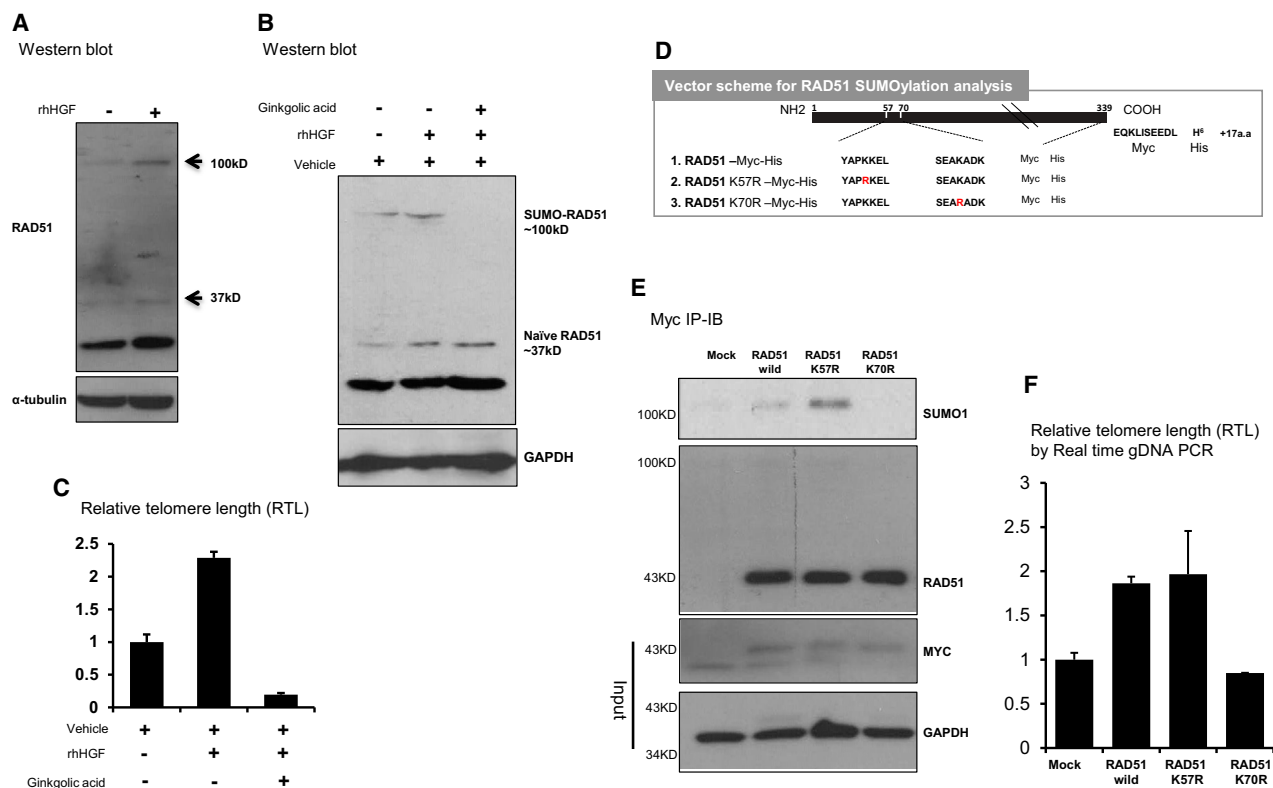 A
Western blot
rhHGF - +
100kD
RAD51
37kD
α-tubulin
B
Western blot
Ginkgolic acid - - +
rhHGF - + +
Vehicle + + +
SUMO-RAD51
~100kD
Naïve RAD51
~37kD
GAPDH
C
Relative telomere length (RTL)
2.5
2
1.5
1
0.5
0
Vehicle + + +
rhHGF - + +
Ginkgolic acid - - +
D
Vector scheme for RAD51 SUMOylation analysis
NH2 1 57 70 339 COOH
EQKLISEEDL H6 +17a.a
Myc His
1. RAD51 –Myc-His YAPKKEL SEAKADK Myc His
2. RAD51 K57R –Myc-His YAPRKEL SEAKADK Myc His
3. RAD51 K70R –Myc-His YAPKKEL SEARADK Myc His
E
Myc IP-IB
Mock RAD51 RAD51 RAD51
wild K57R K70R
100KD SUMO1
100KD
43KD RAD51
Input
43KD MYC
43KD
GAPDH
34KD
F
Relative telomere length (RTL)
by Real time gDNA PCR
3
2.5
2
1.5
1
0.5
0
Mock RAD51 RAD51 RAD51
wild K57R K70R